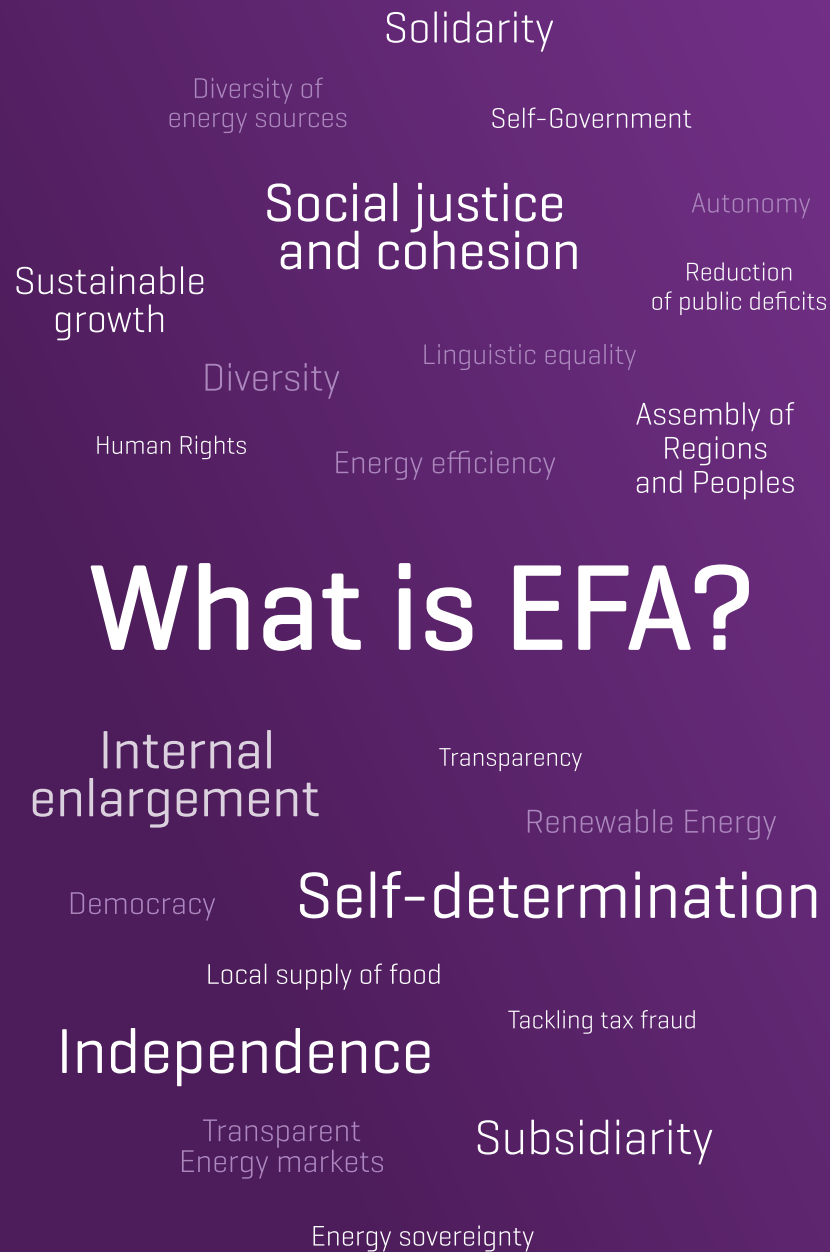 Solidarity
Diversity of
energy sources
Self-Government
Social justice
and cohesion
Autonomy
Sustainable
growth
Reduction
of public deficits
Linguistic equality
Diversity
Assembly of
Regions
and Peoples
Human Rights
Energy efficiency
What is EFA?
Internal
enlargement
Transparency
Renewable Energy
Self-determination
Democracy
Local supply of food
Tackling tax fraud
Independence
Transparent
Energy markets
Subsidiarity
Energy sovereignty